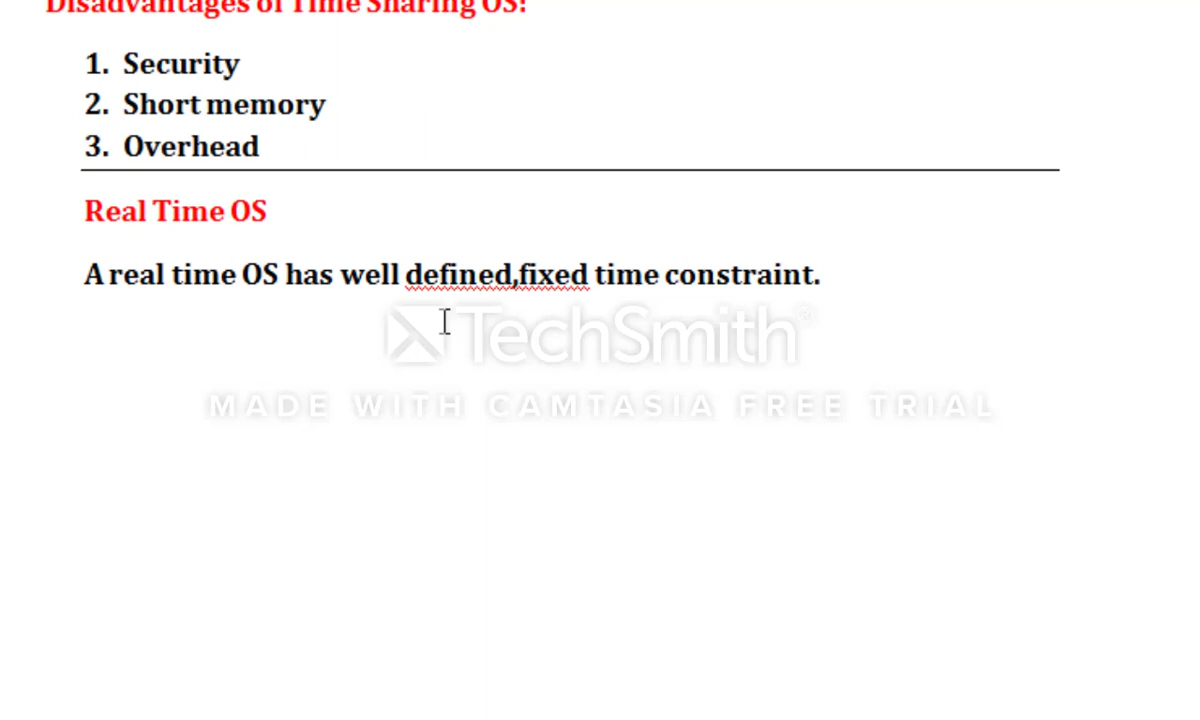 Disadvantages of Time Sharing OS:
1. Security
2. Short memory
3. Overhead
Real Time OS
A real time OS has well defined,fixed time constraint.
TechSmith®
MADE WITH CAMTASIA FREE TRIAL